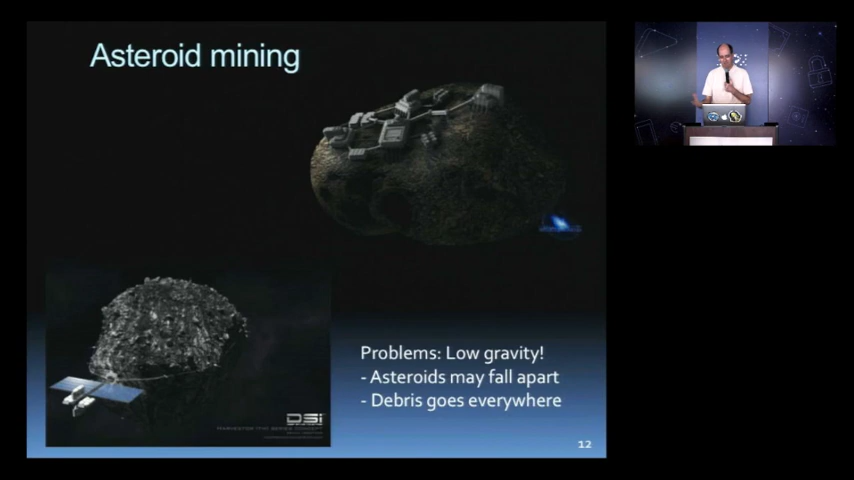 Asteroid mining
Problems: Low gravity!
- Asteroids may fall apart
- Debris goes everywhere
DSI
12